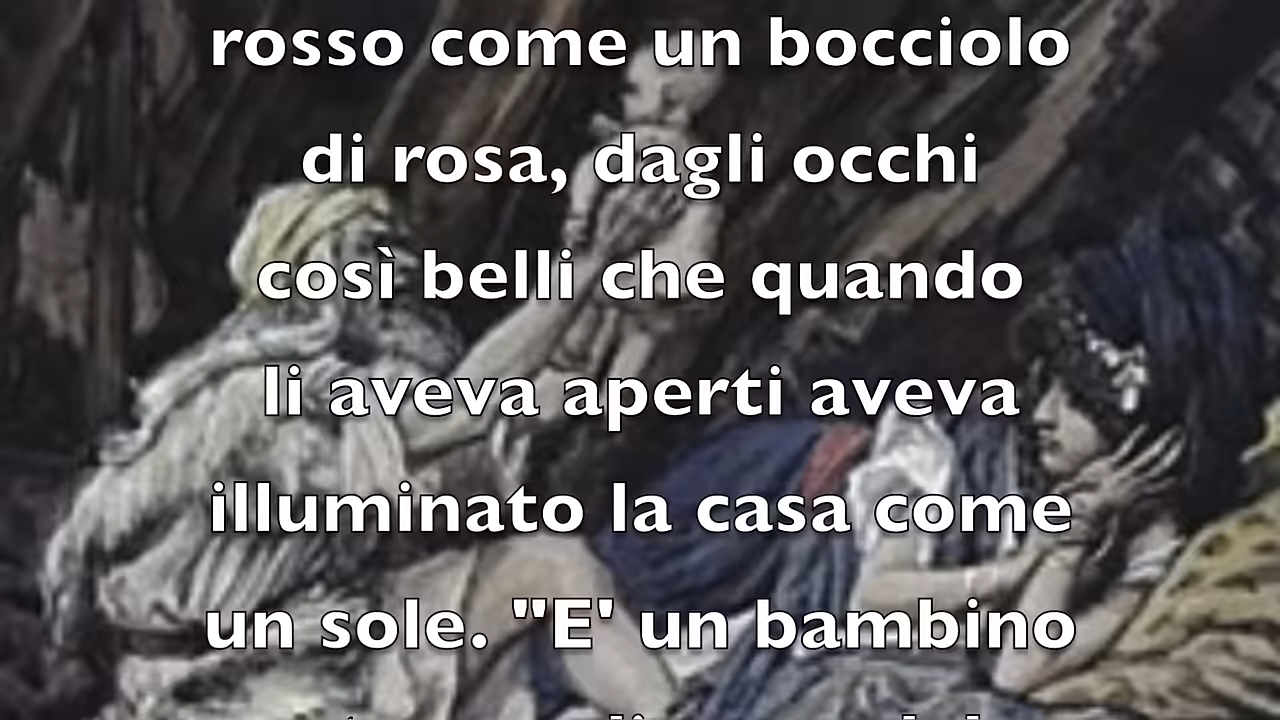 rosso come un bocciolo
di rosa, dagli occhi
così belli che quando
li aveva aperti aveva
illuminato la casa come
un sole. "E' un bambino